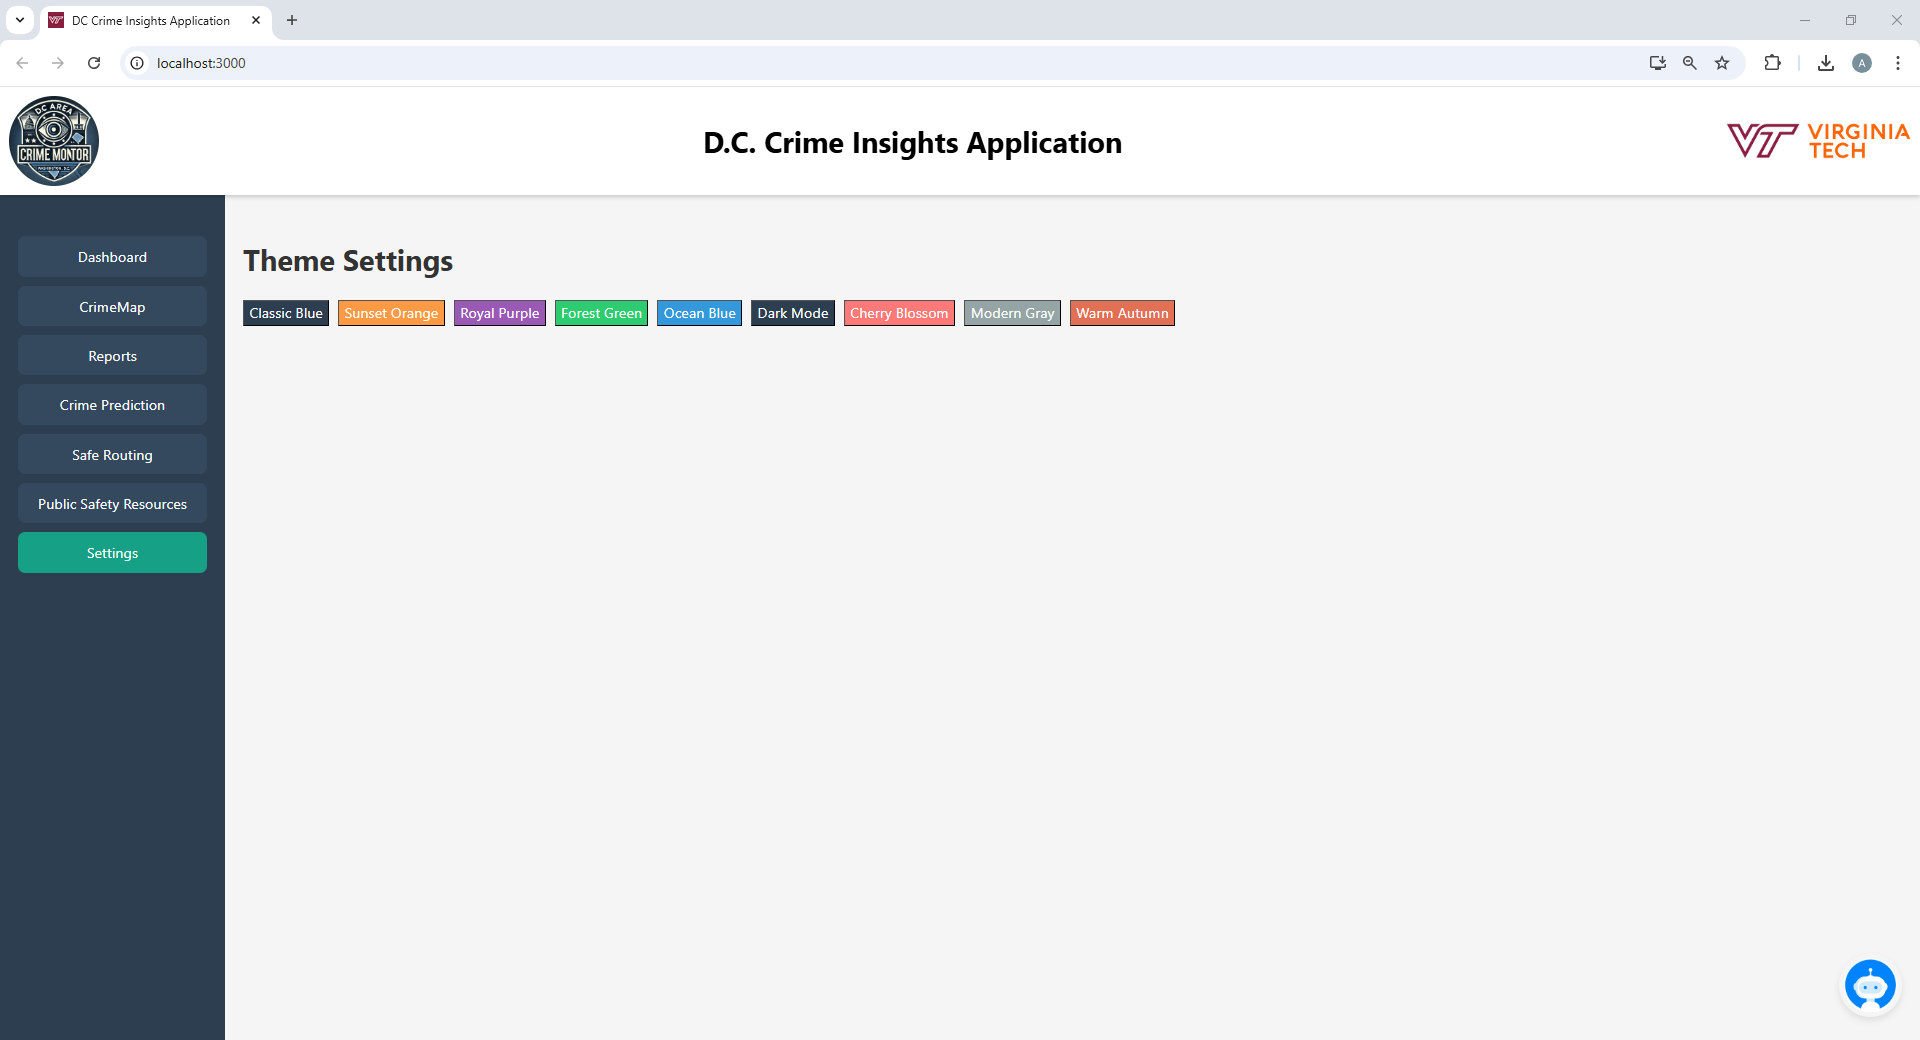 DC Crime Insights Application
localhost:3000
A
DC AREA
CRIME MONTOR
WASHINGTON, D.C.
D.C. Crime Insights Application
VT VIRGINIA
TECH
Dashboard
CrimeMap
Reports
Crime Prediction
Safe Routing
Public Safety Resources
Settings
Theme Settings
Classic Blue Sunset Orange Royal Purple Forest Green Ocean Blue Dark Mode Cherry Blossom Modern Gray Warm Autumn